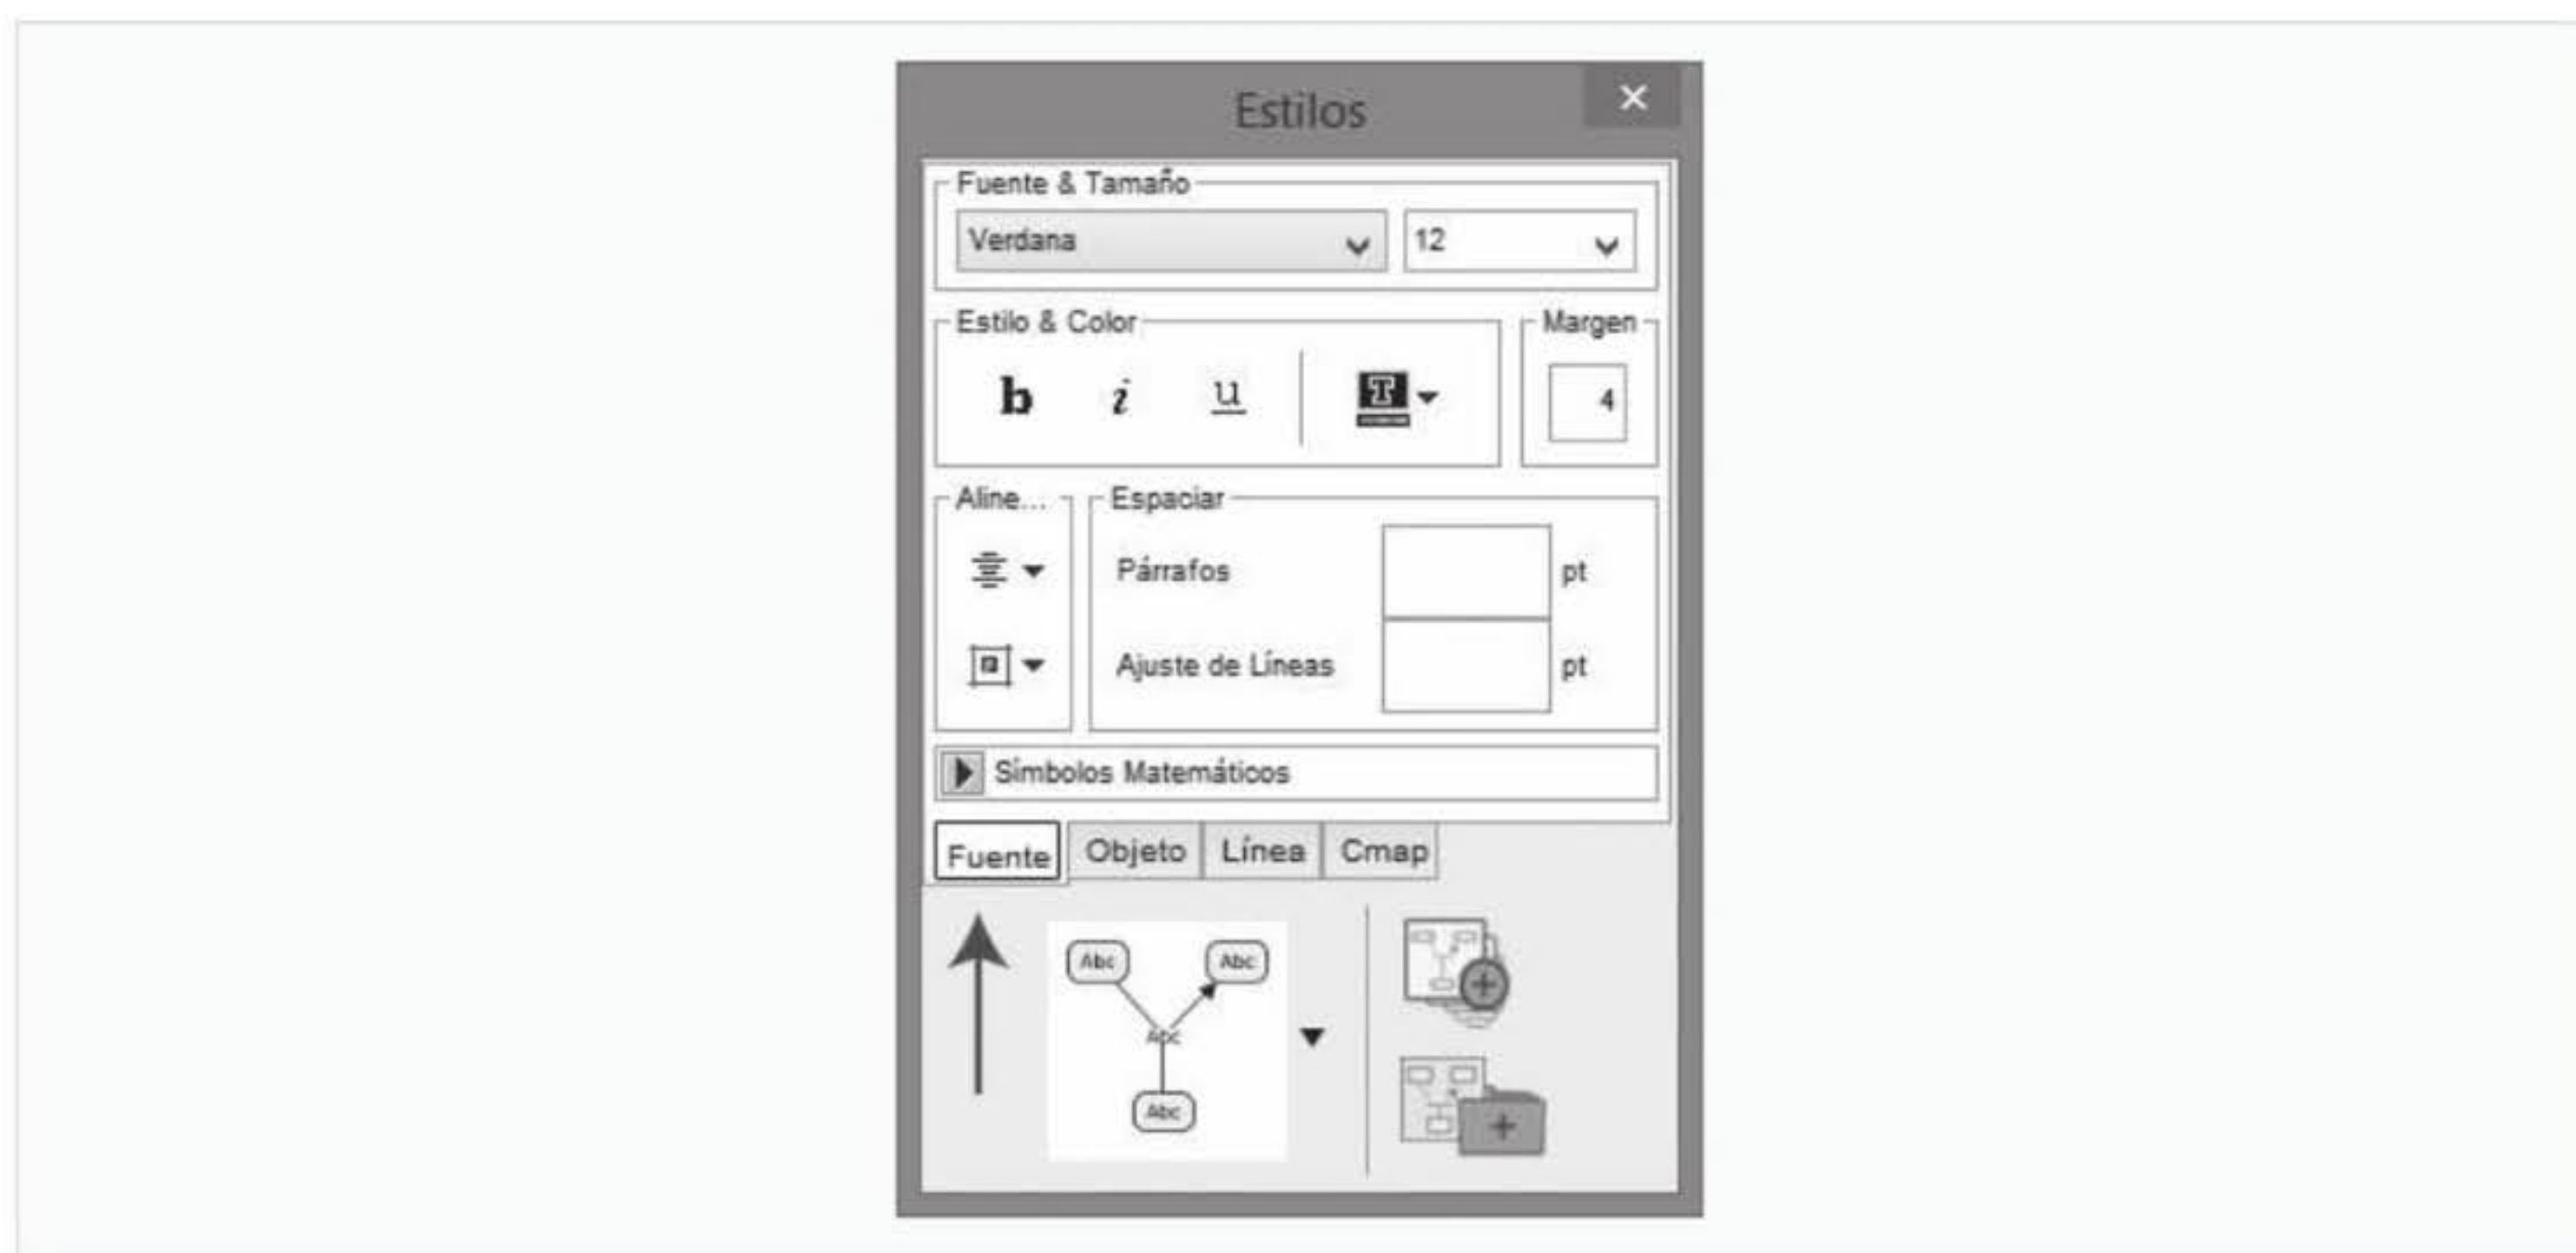 Estilos
Fuente & Tamaño
Verdana
12
Estilo & Color
Margen
b i u T
4
Aline...
Espaciar
Párrafos
pt
Ajuste de Líneas
pt
Símbolos Matemáticos
Fuente Objeto Línea Cmap
Abc Abc
Abc
Abc